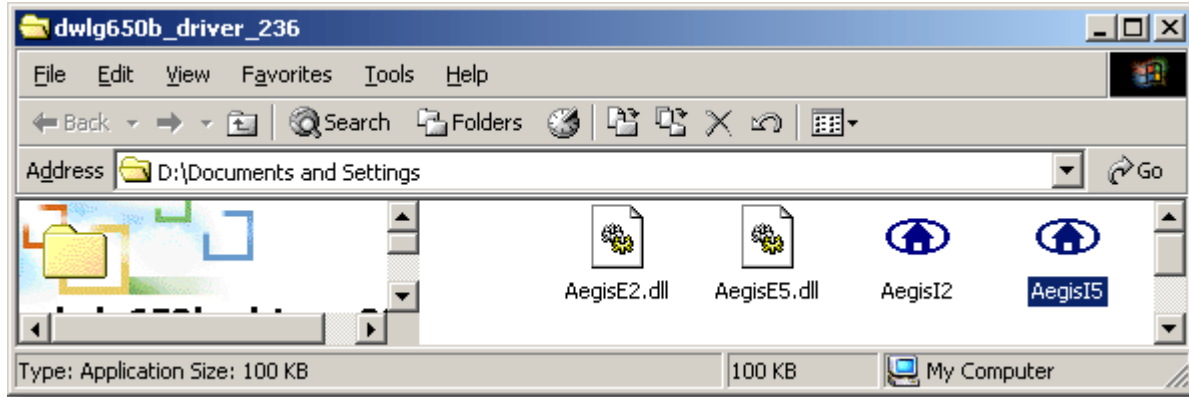 dwlg650b_driver_236
File Edit View Favorites Tools Help
Back Search Folders
Address D:\Documents and Settings Go
AegisE2.dll AegisE5.dll AegisI2 AegisI5
Type: Application Size: 100 KB 100 KB My Computer